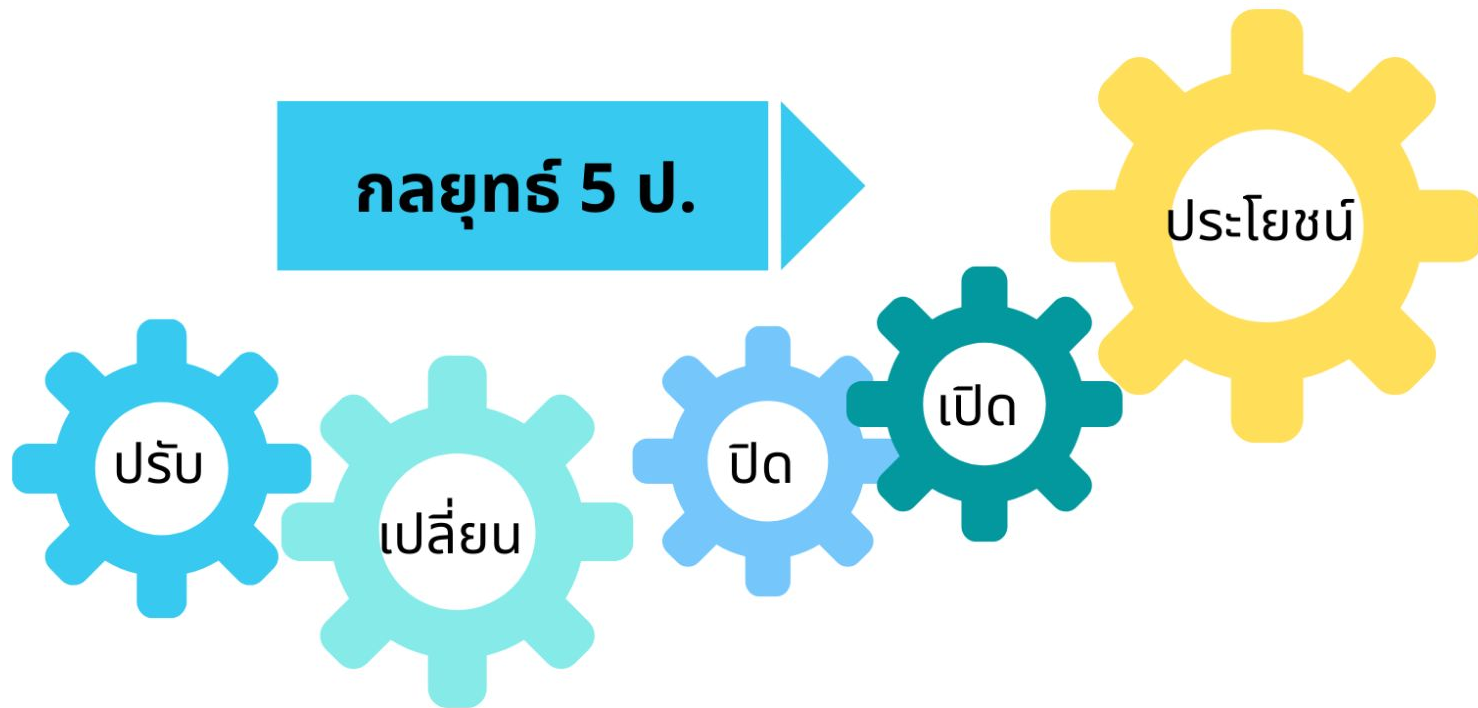 กลยุทธ์ 5 ป.
ปรับ
เปลี่ยน
ปิด
เปิด
ประโยชน์